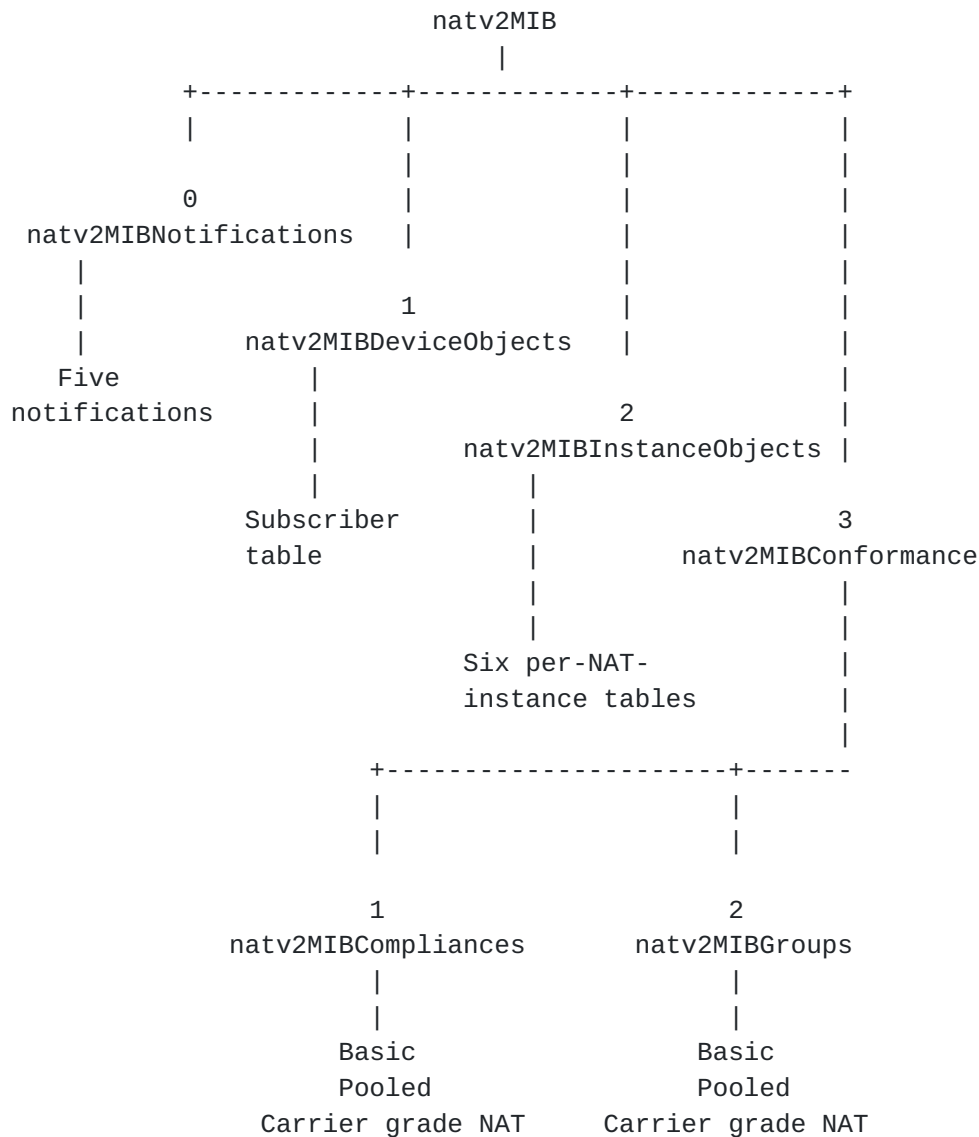 natv2MIB
0
natv2MIBNotifications
1
natv2MIBDeviceObjects
Five
notifications
2
natv2MIBInstanceObjects
Subscriber
3
table
natv2MIBConformance
Six per-NAT-
instance tables
1 2
natv2MIBCompliances natv2MIBGroups
Basic Basic
Pooled Pooled
Carrier grade NAT Carrier grade NAT